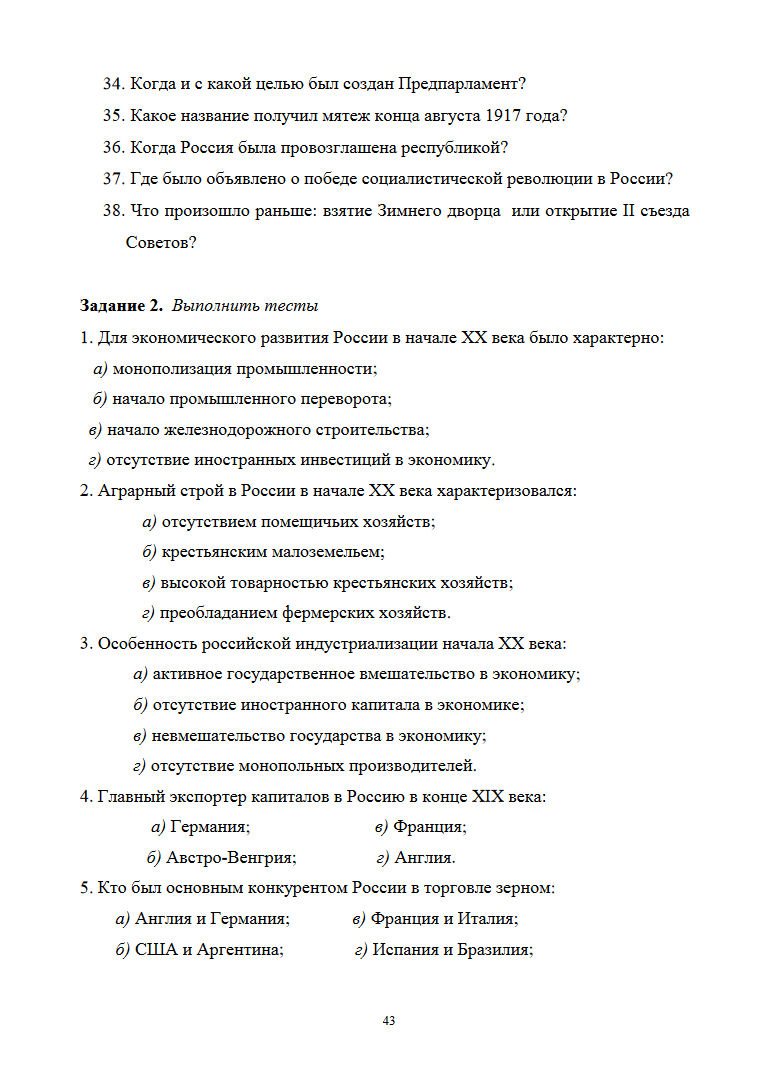 34. Когда и с какой целью был создан Предпарламент?
35. Какое название получил мятеж конца августа 1917 года?
36. Когда Россия была провозглашена республикой?
37. Где было объявлено о победе социалистической революции в России?
38. Что произошло раньше: взятие Зимнего дворца или открытие II съезда
Советов?
Задание 2. Выполнить тесты
1. Для экономического развития России в начале XX века было характерно:
а) монополизация промышленности;
б) начало промышленного переворота;
в) начало железнодорожного строительства;
г) отсутствие иностранных инвестиций в экономику.
2. Аграрный строй в России в начале XX века характеризовался:
а) отсутствием помещичьих хозяйств;
б) крестьянским малоземельем;
в) высокой товарностью крестьянских хозяйств;
г) преобладанием фермерских хозяйств.
3. Особенность российской индустриализации начала XX века:
а) активное государственное вмешательство в экономику;
б) отсутствие иностранного капитала в экономике;
в) невмешательство государства в экономику;
г) отсутствие монопольных производителей.
4. Главный экспортер капиталов в Россию в конце XIX века:
а) Германия; в) Франция;
б) Австро-Венгрия; г) Англия.
5. Кто был основным конкурентом России в торговле зерном:
а) Англия и Германия; в) Франция и Италия;
б) США и Аргентина; г) Испания и Бразилия;
43